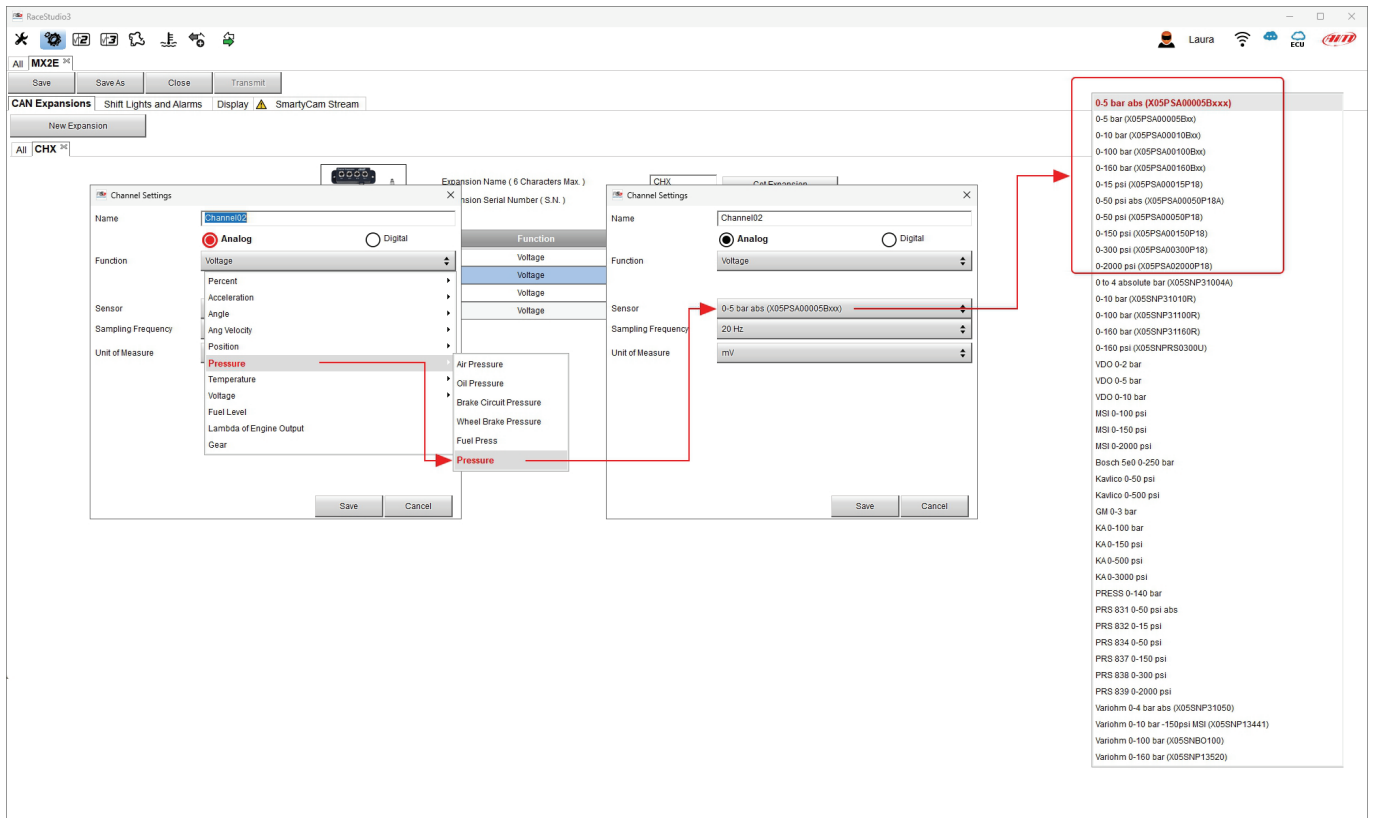 RaceStudio3
Laura
ECU
AIM
All MX2E
Save Save As Close Transmit
CAN Expansions Shift Lights and Alarms Display SmartyCam Stream
New Expansion
All CHX
Expansion Name ( 6 Characters Max. ) CHX
nsion Serial Number ( S.N. )
Channel Settings
Name Channel02
Analog Digital
Function Voltage
Percent
Acceleration
Angle
Ang Velocity
Position
Pressure
Temperature
Voltage
Fuel Level
Lambda of Engine Output
Gear
Sensor
Sampling Frequency
Unit of Measure
Air Pressure
Oil Pressure
Brake Circuit Pressure
Wheel Brake Pressure
Fuel Press
Pressure
Save Cancel
Function
Voltage
Voltage
Voltage
Voltage
Channel Settings
Name Channel02
Analog Digital
Function Voltage
Sensor 0-5 bar abs (X05PSA00005Bxxx)
Sampling Frequency 20 Hz
Unit of Measure mV
Save Cancel
0-5 bar abs (X05PSA00005Bxxx)
0-5 bar (X05PSA00005Bxx)
0-10 bar (X05PSA00010Bxx)
0-100 bar (X05PSA00100Bxx)
0-160 bar (X05PSA00160Bxx)
0-15 psi (X05PSA00015P18)
0-50 psi abs (X05PSA00050P18A)
0-50 psi (X05PSA00050P18)
0-150 psi (X05PSA00150P18)
0-300 psi (X05PSA00300P18)
0-2000 psi (X05PSA02000P18)
0 to 4 absolute bar (X05SNP31004A)
0-10 bar (X05SNP31010R)
0-100 bar (X05SNP31100R)
0-160 bar (X05SNP31160R)
0-160 psi (X05SNPRS0300U)
VDO 0-2 bar
VDO 0-5 bar
VDO 0-10 bar
MSI 0-100 psi
MSI 0-150 psi
MSI 0-2000 psi
Bosch 5e0 0-250 bar
Kavlico 0-50 psi
Kavlico 0-500 psi
GM 0-3 bar
KA 0-100 bar
KA 0-150 psi
KA 0-500 psi
KA 0-3000 psi
PRESS 0-140 bar
PRS 831 0-50 psi abs
PRS 832 0-15 psi
PRS 834 0-50 psi
PRS 837 0-150 psi
PRS 838 0-300 psi
PRS 839 0-2000 psi
Variohm 0-4 bar abs (X05SNP31050)
Variohm 0-10 bar -150psi MSI (X05SNP13441)
Variohm 0-100 bar (X05SNBO100)
Variohm 0-160 bar (X05SNP13520)